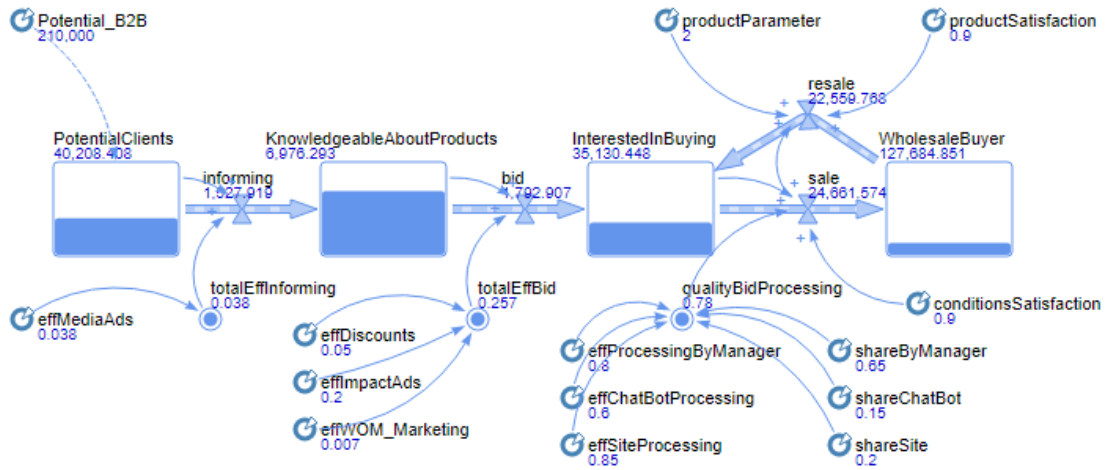 Potential_B2B
210,000
productParameter
2
productSatisfaction
0.9
resale
22,559.768
PotentialClients
40,208.408
KnowledgeableAboutProducts
6,976.293
InterestedInBuying
35,130.448
WholesaleBuyer
127,684.851
informing
1,527.919
bid
1,792.907
sale
24,661,574
+
+
+
+
+
+
+
totalEffInforming
0.038
totalEffBid
0.257
qualityBidProcessing
0.78
effMediaAds
0.038
conditionsSatisfaction
0.9
effDiscounts
0.05
effImpactAds
0.2
effWOM_Marketing
0.007
effProcessingByManager
0.8
effChatBotProcessing
0.6
effSiteProcessing
0.85
shareByManager
0.65
shareChatBot
0.15
shareSite
0.2